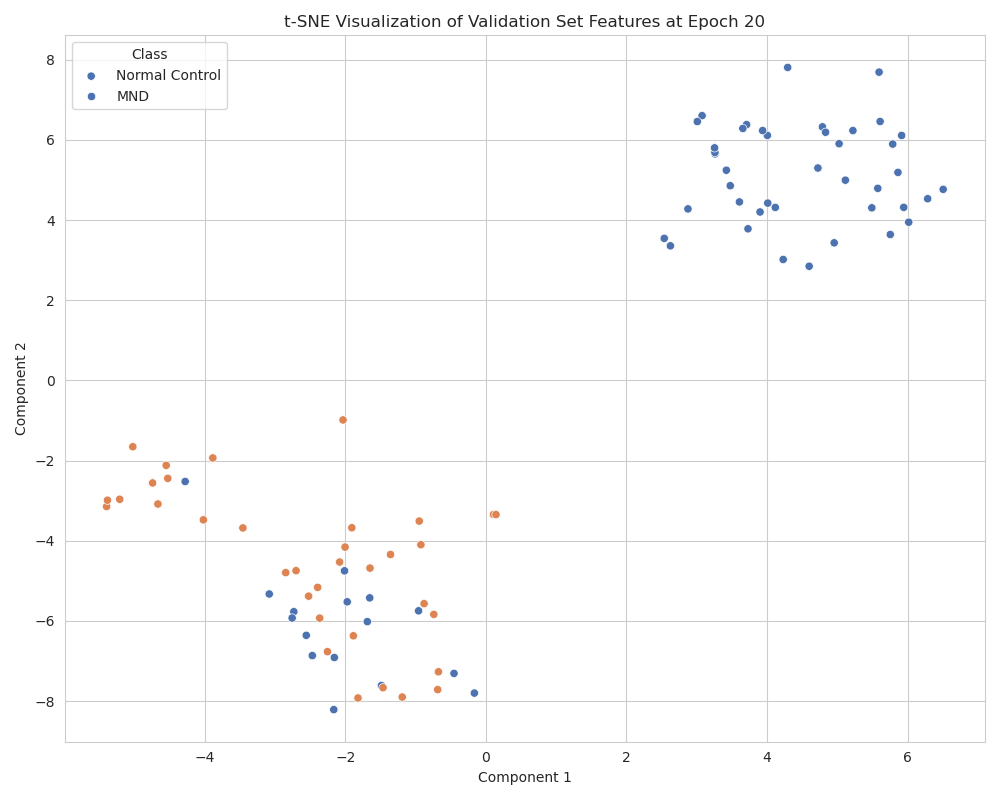 t-SNE Visualization of Validation Set Features at Epoch 20
Class
Normal Control
MND
8
6
4
2
0
−2
−4
−6
−8
Component 2
−4
−2
0
2
4
6
Component 1